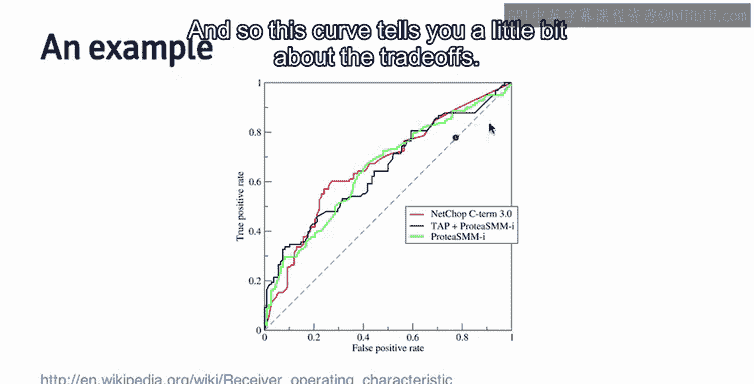 And so this curve tells you a little bit
about the tradeoffs.
An example
1
0.8
0.6
0.4
0.2
0
True positive rate
NetChop C-term 3.0
TAP + ProteaSMM-i
ProteaSMM-i
0 0.2 0.4 0.6 0.8 1
False positive rate
http://en.wikipedia.org/wiki/Receiver_operating_characteristic